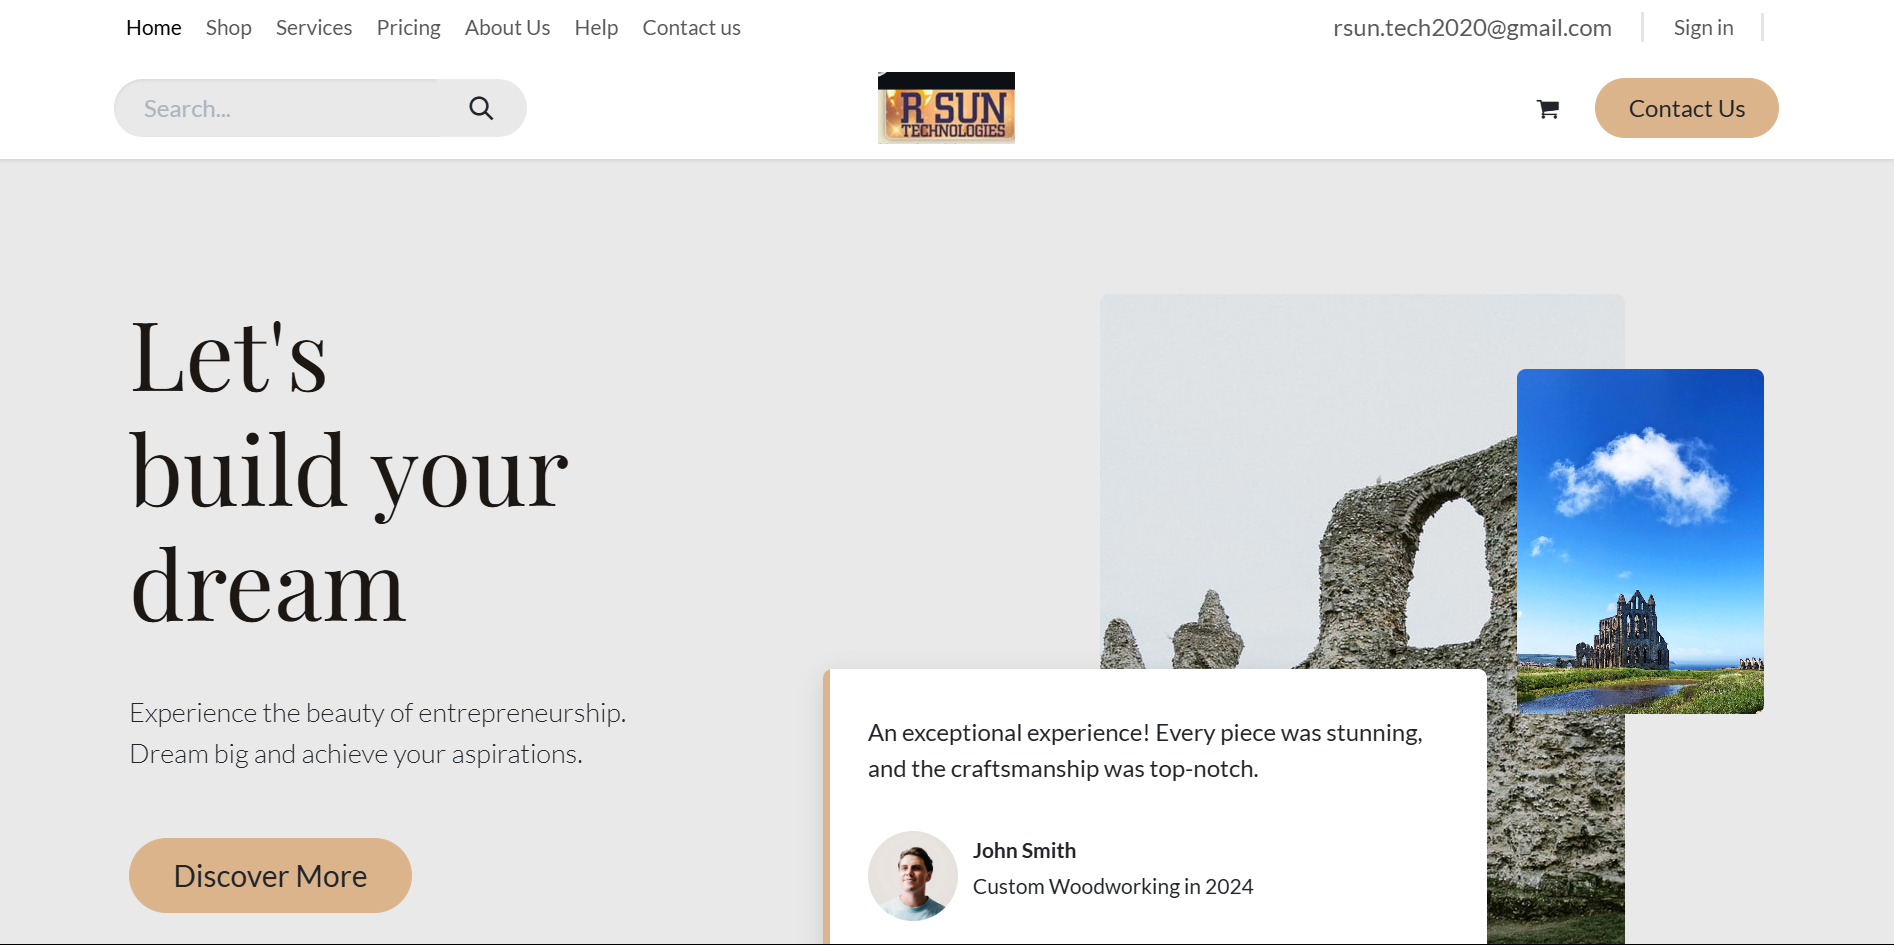 Home Shop Services Pricing About Us Help Contact us
rsun.tech2020@gmail.com Sign in
Search...
R SUN
TECHNOLOGIES
Contact Us
Let's
build your
dream
Experience the beauty of entrepreneurship.
Dream big and achieve your aspirations.
Discover More
An exceptional experience! Every piece was stunning,
and the craftsmanship was top-notch.
John Smith
Custom Woodworking in 2024